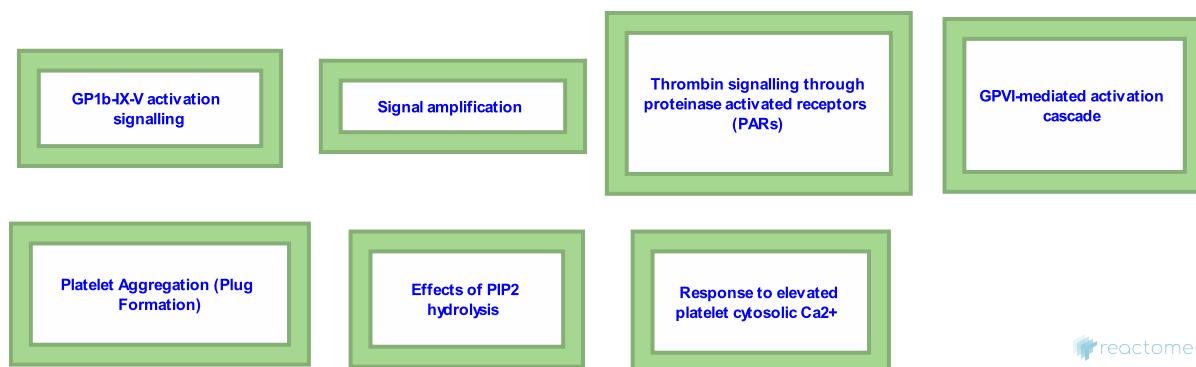 GP1b-IX-V activation
signalling
Signal amplification
Thrombin signalling through
proteinase activated receptors
(PARs)
GPVI-mediated activation
cascade
Platelet Aggregation (Plug
Formation)
Effects of PIP2
hydrolysis
Response to elevated
platelet cytosolic Ca2+
reactome